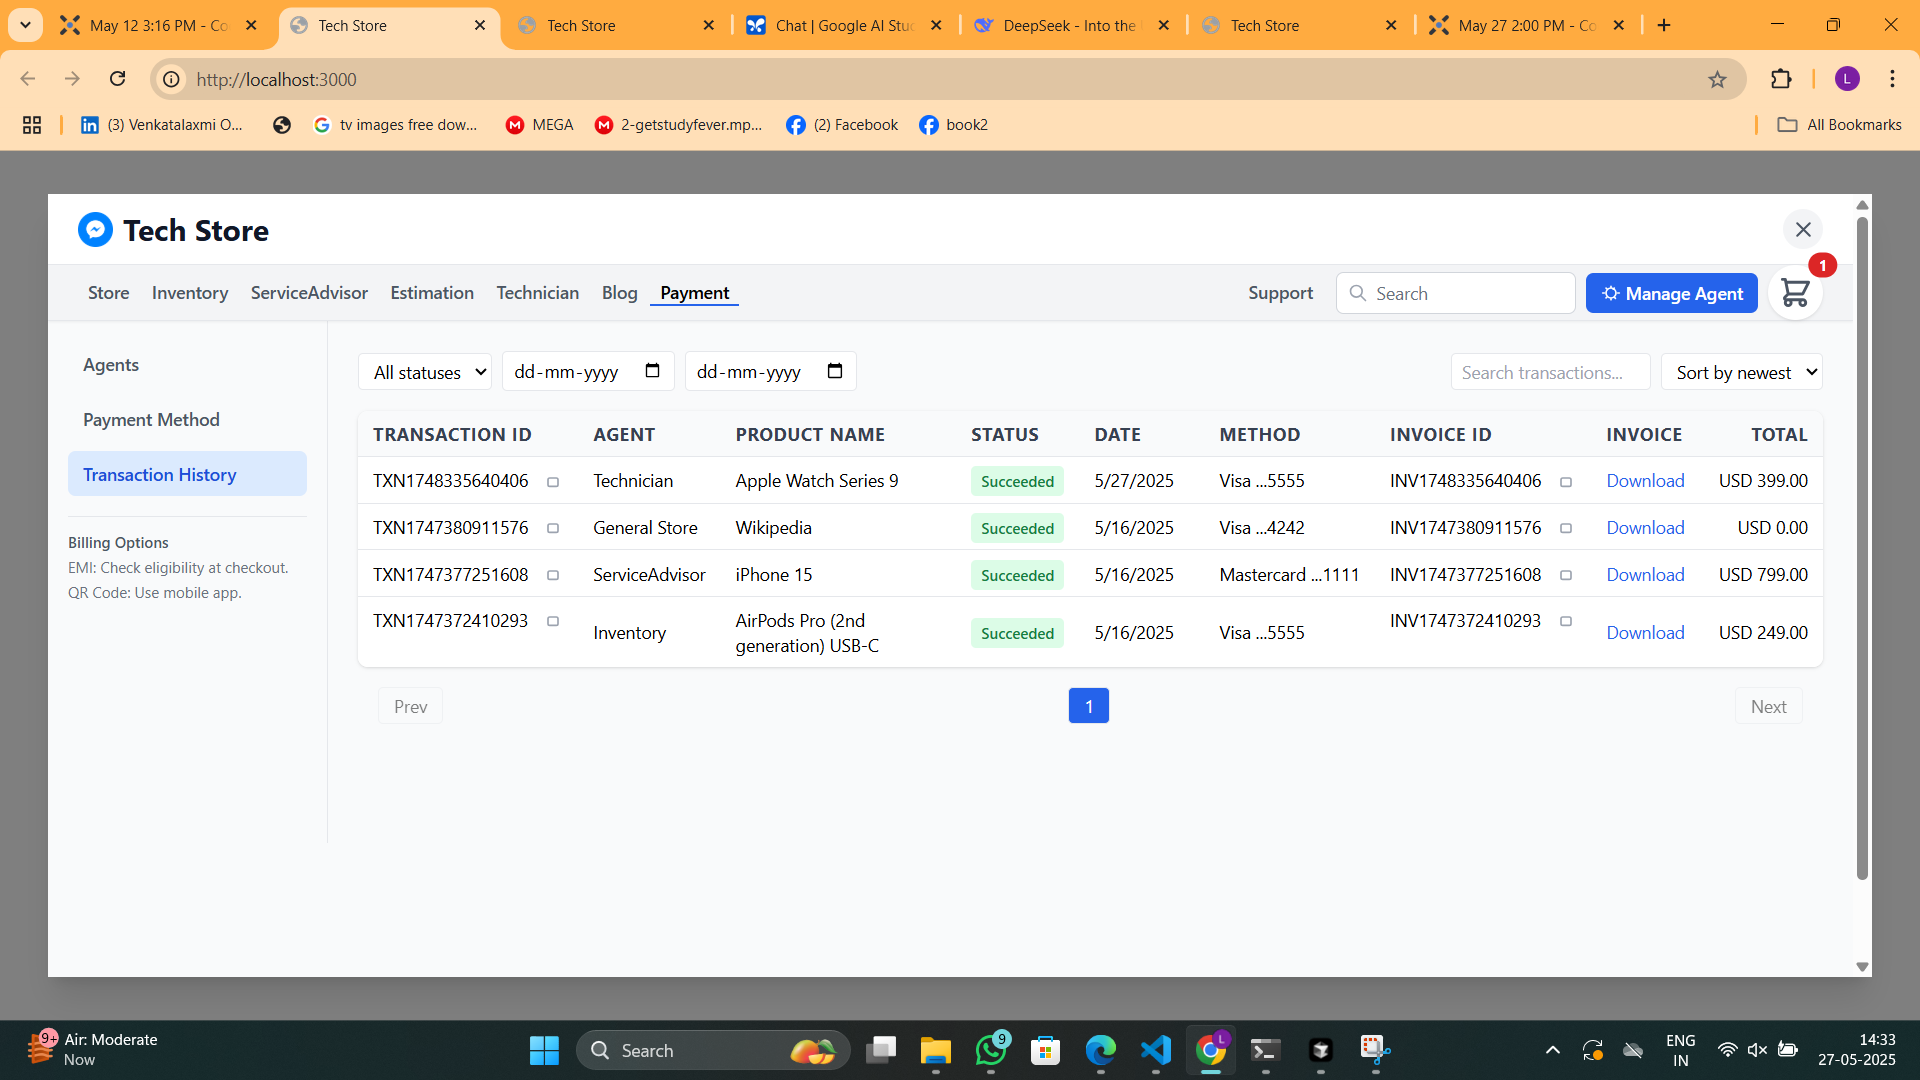 May 12 3:16 PM - Co
Tech Store
Tech Store
Chat | Google AI Stud
DeepSeek - Into the
Tech Store
May 27 2:00 PM - Co
http://localhost:3000
L
(3) Venkatalaxmi O...
tv images free dow...
MEGA
2-getstudyfever.mp...
(2) Facebook
book2
All Bookmarks
Tech Store
1
Store Inventory ServiceAdvisor Estimation Technician Blog Payment Support Search Manage Agent
Agents
Payment Method
Transaction History
Billing Options
EMI: Check eligibility at checkout.
QR Code: Use mobile app.
All statuses dd-mm-yyyy dd-mm-yyyy Search transactions... Sort by newest
TRANSACTION ID AGENT PRODUCT NAME STATUS DATE METHOD INVOICE ID INVOICE TOTAL
TXN1748335640406 Technician Apple Watch Series 9 Succeeded 5/27/2025 Visa ...5555 INV1748335640406 Download USD 399.00
TXN1747380911576 General Store Wikipedia Succeeded 5/16/2025 Visa ...4242 INV1747380911576 Download USD 0.00
TXN1747377251608 ServiceAdvisor iPhone 15 Succeeded 5/16/2025 Mastercard ...1111 INV1747377251608 Download USD 799.00
TXN1747372410293 Inventory AirPods Pro (2nd generation) USB-C Succeeded 5/16/2025 Visa ...5555 INV1747372410293 Download USD 249.00
Prev 1 Next
9+
Air: Moderate
Now
Search
9
L
ENG
IN
14:33
27-05-2025